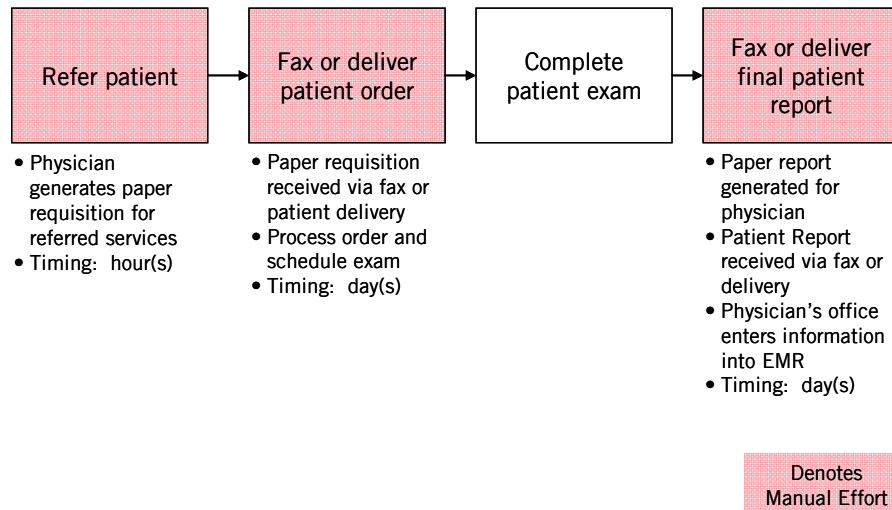 Refer patient
Fax or deliver
patient order
Complete
patient exam
Fax or deliver
final patient
report
• Physician
generates paper
requisition for
referred services
• Timing: hour(s)
• Paper requisition
received via fax or
patient delivery
• Process order and
schedule exam
• Timing: day(s)
• Paper report
generated for
physician
• Patient Report
received via fax or
delivery
• Physician's office
enters information
into EMR
• Timing: day(s)
Denotes
Manual Effort